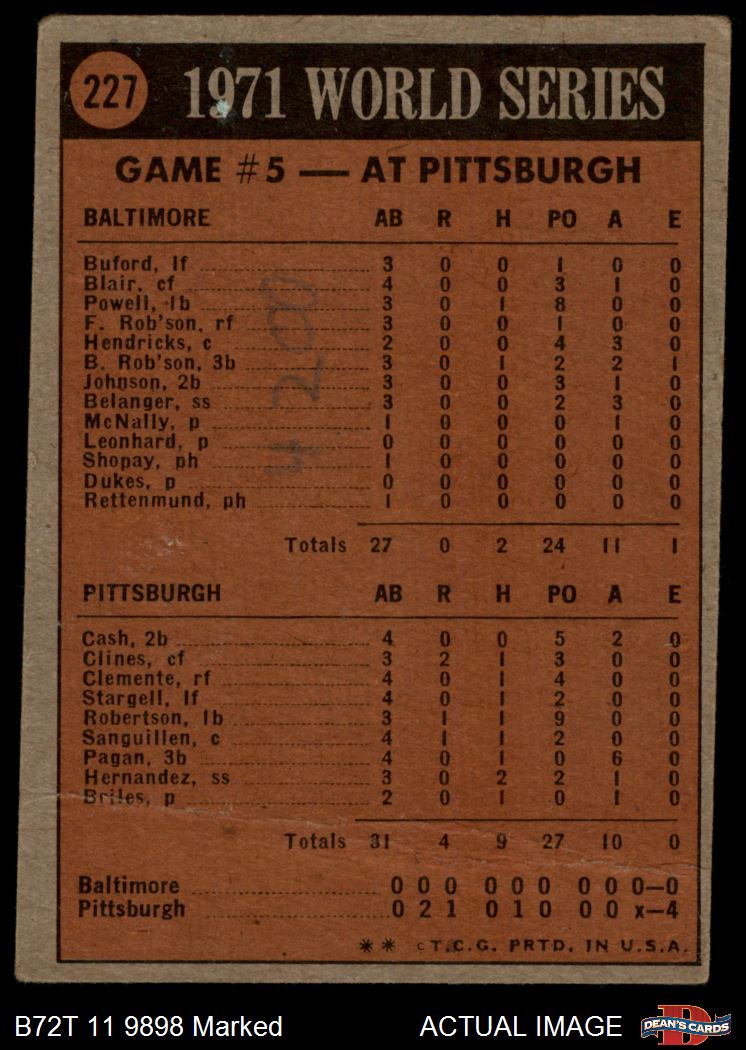 227 1971 WORLD SERIES
GAME #5 — AT PITTSBURGH
BALTIMORE AB R H PO A E
Buford, lf 3 0 0 1 0 0
Blair, cf 4 0 0 3 1 0
Powell, 1b 3 0 1 8 0 0
F. Rob'son, rf 3 0 0 1 0 0
Hendricks, c 2 0 0 4 3 0
B. Rob'son, 3b 3 0 1 2 2 1
Johnson, 2b 3 0 0 3 1 0
Belanger, ss 3 0 0 2 3 0
McNally, p 1 0 0 0 1 0
Leonhard, p 0 0 0 0 0 0
Shopay, ph 1 0 0 0 0 0
Dukes, p 0 0 0 0 0 0
Rettenmund, ph 1 0 0 0 0 0
Totals 27 0 2 24 11 1
PITTSBURGH AB R H PO A E
Cash, 2b 4 0 0 5 2 0
Clines, cf 3 2 1 3 0 0
Clemente, rf 4 0 1 4 0 0
Stargell, lf 4 0 1 2 0 0
Robertson, 1b 3 1 1 9 0 0
Sanguillen, c 4 1 1 2 0 0
Pagan, 3b 4 0 1 0 6 0
Hernandez, ss 3 0 2 2 1 0
Briles, p 2 0 1 0 1 0
Totals 31 4 9 27 10 0
Baltimore 0 0 0 0 0 0 0 0 0—0
Pittsburgh 0 2 1 0 1 0 0 0 x—4
** ©T.C.G. PRTD. IN U.S.A.
4200
B72T 11 9898 Marked ACTUAL IMAGE DEAN'S CARDS